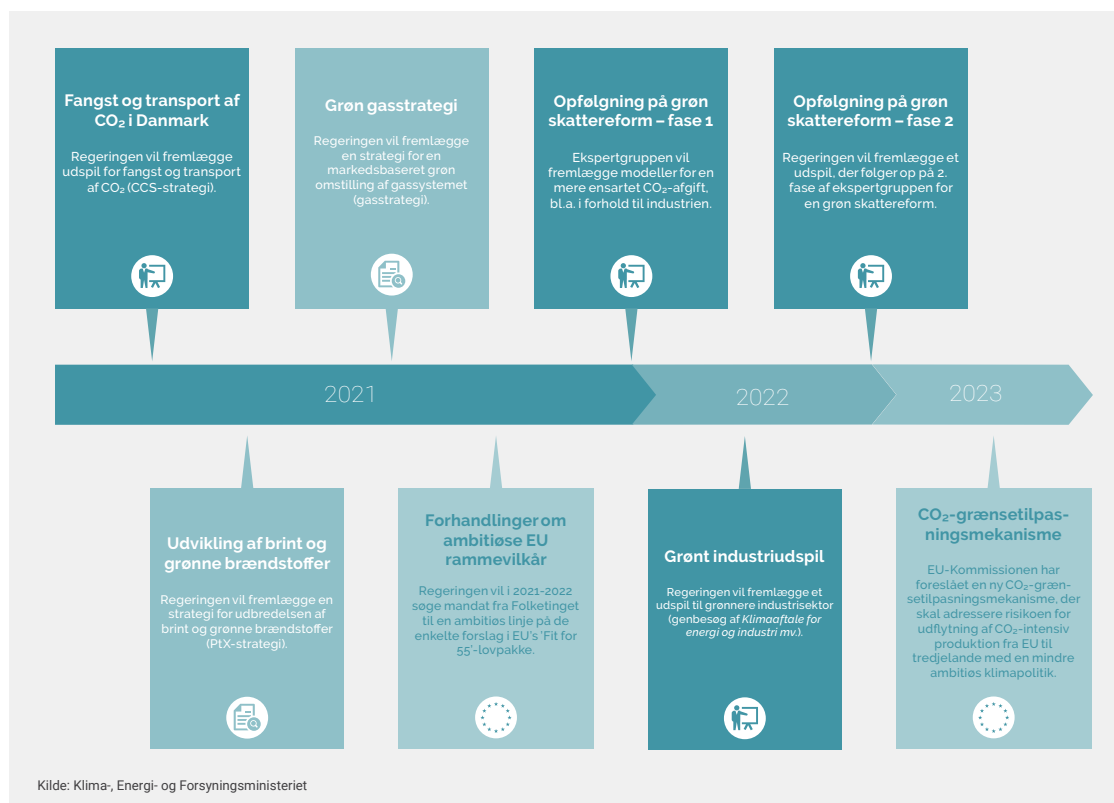 Fangst og transport af
CO₂ i Danmark
Regeringen vil fremlægge
udspil for fangst og transport
af CO₂ (CCS-strategi).
Grøn gasstrategi
Regeringen vil fremlægge
en strategi for en
markedsbaseret grøn
omstilling af gassystemet
(gasstrategi).
Opfølgning på grøn
skattereform – fase 1
Ekspertgruppen vil
fremlægge modeller for en
mere ensartet CO₂-afgift,
bl.a. i forhold til industrien.
Opfølgning på grøn
skattereform – fase 2
Regeringen vil fremlægge et
udspil, der følger op på 2.
fase af ekspertgruppen for
en grøn skattereform.
2021
2022
2023
Udvikling af brint og
grønne brændstoffer
Regeringen vil fremlægge en
strategi for udbredelsen af
brint og grønne brændstoffer
(PtX-strategi).
Forhandlinger om
ambitiøse EU
rammevilkår
Regeringen vil i 2021-2022
søge mandat fra Folketinget
til en ambitiøs linje på de
enkelte forslag i EU's 'Fit for
55'-lovpakke.
Grønt industriudspil
Regeringen vil fremlægge et
udspil til grønnere industrisektor
(genbesøg af Klimaaftale for
energi og industri mv.).
CO₂-grænsetilpas-
ningsmekanisme
EU-Kommissionen har
foreslået en ny CO₂-græn-
setilpasningsmekanisme, der
skal adressere risikoen for
udflytning af CO₂-intensiv
produktion fra EU til
tredjelande med en mindre
ambitiøs klimapolitik.
Kilde: Klima-, Energi- og Forsyningsministeriet